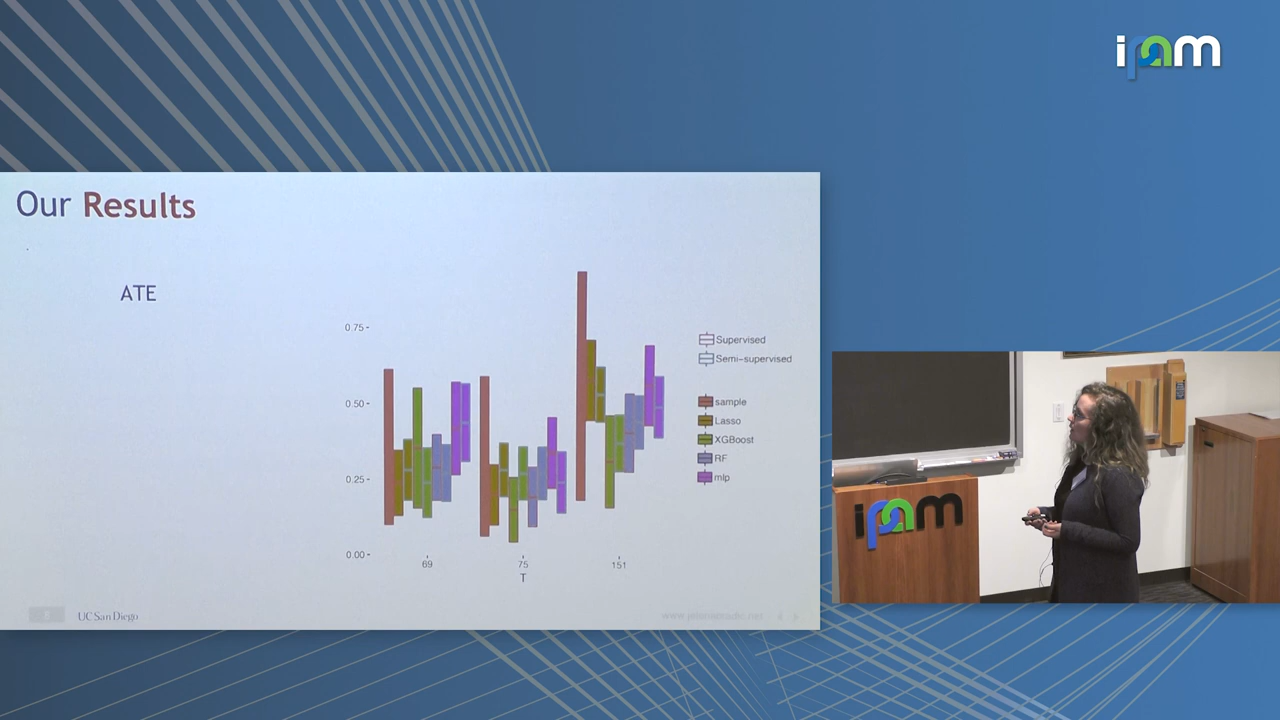 ipam
Our Results
ATE
0.75
0.50
0.25
0.00
69
75
151
T
Supervised
Semi-supervised
sample
Lasso
XGBoost
RF
mlp
UC San Diego
ipam